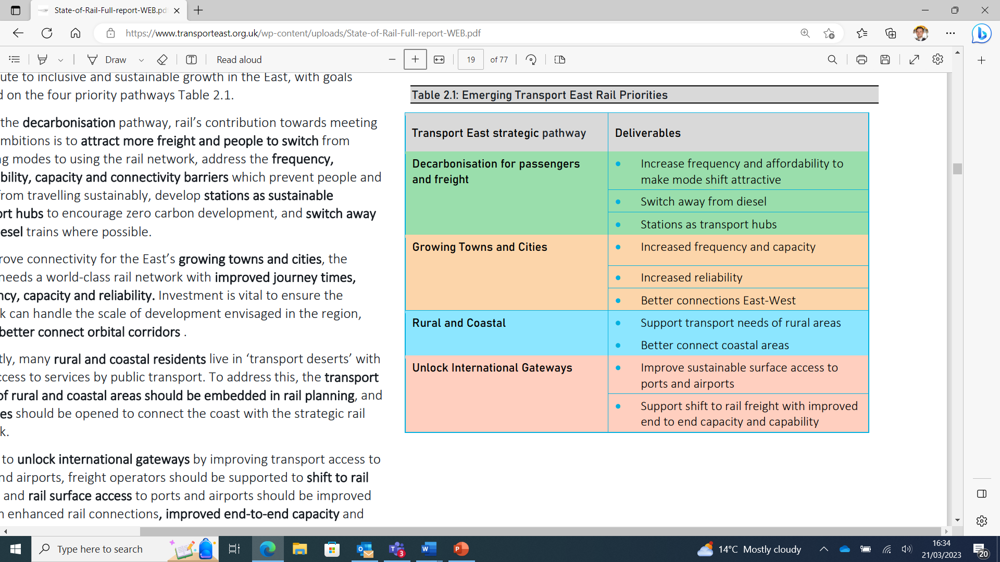 State-of-Rail-Full-report-WEB.pd
https://www.transporteast.org.uk/wp-content/uploads/State-of-Rail-Full-report-WEB.pdf
Draw
Read aloud
19 of 77
ute to inclusive and sustainable growth in the East, with goals
d on the four priority pathways Table 2.1.
the decarbonisation pathway, rail's contribution towards meeting
mbitions is to attract more freight and people to switch from
ng modes to using the rail network, address the frequency,
bility, capacity and connectivity barriers which prevent people and
from travelling sustainably, develop stations as sustainable
ort hubs to encourage zero carbon development, and switch away
iesel trains where possible.
rove connectivity for the East's growing towns and cities, the
needs a world-class rail network with improved journey times,
ncy, capacity and reliability. Investment is vital to ensure the
k can handle the scale of development envisaged in the region,
better connect orbital corridors .
tly, many rural and coastal residents live in ‘transport deserts’ with
ccess to services by public transport. To address this, the transport
of rural and coastal areas should be embedded in rail planning, and
es should be opened to connect the coast with the strategic rail
k.
to unlock international gateways by improving transport access to
nd airports, freight operators should be supported to shift to rail
and rail surface access to ports and airports should be improved
n enhanced rail connections, improved end-to-end capacity and
Table 2.1: Emerging Transport East Rail Priorities
Transport East strategic pathway
Deliverables
Decarbonisation for passengers
and freight
• Increase frequency and affordability to
make mode shift attractive
• Switch away from diesel
• Stations as transport hubs
Growing Towns and Cities
• Increased frequency and capacity
• Increased reliability
• Better connections East-West
Rural and Coastal
• Support transport needs of rural areas
• Better connect coastal areas
Unlock International Gateways
• Improve sustainable surface access to
ports and airports
• Support shift to rail freight with improved
end to end capacity and capability
Type here to search
3
14°C Mostly cloudy
16:34
21/03/2023
20